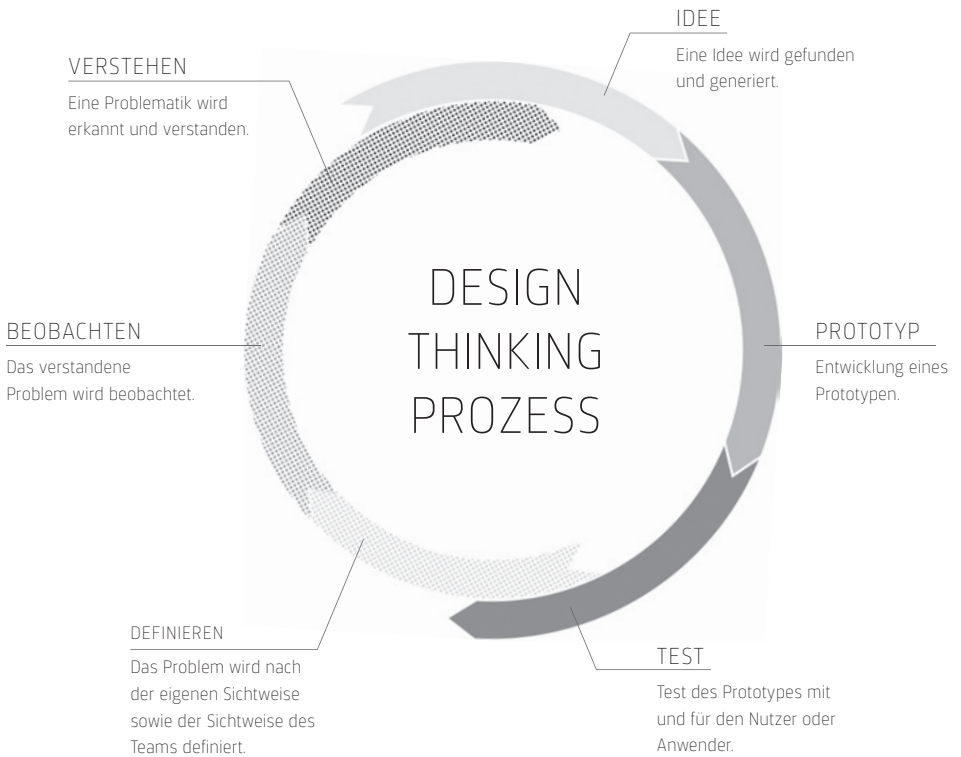 IDEE
Eine Idee wird gefunden
und generiert.
VERSTEHEN
Eine Problematik wird
erkannt und verstanden.
DESIGN
THINKING
PROZESS
BEOBACHTEN
Das verstandene
Problem wird beobachtet.
PROTOTYP
Entwicklung eines
Prototypen.
DEFINIEREN
Das Problem wird nach
der eigenen Sichtweise
sowie der Sichtweise des
Teams definiert.
TEST
Test des Prototypes mit
und für den Nutzer oder
Anwender.